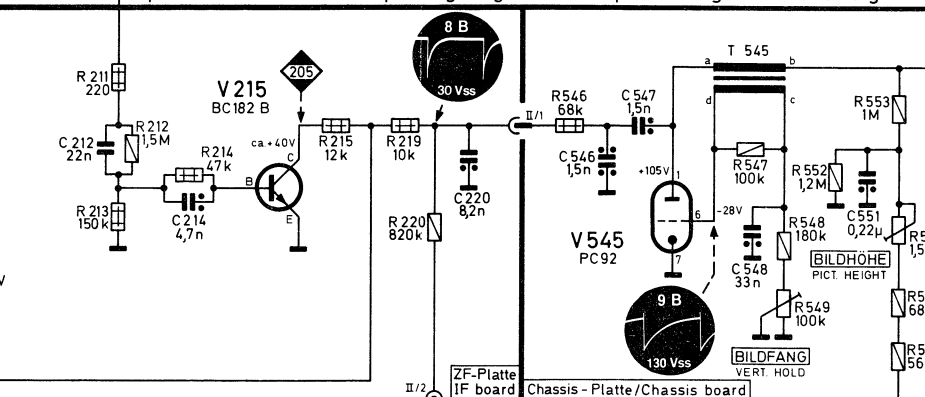 8 B
30 Vss
205
V 215
BC 182 B
R 211
220
C 212
22n
R 212
1,5M
R 214
47k
C 214
4,7n
R 213
150k
ca.+40V
B
C
E
R 215
12k
R 219
10k
C 220
8,2n
R 220
820k
II/1
II/2
ZF-Platte
IF board
Chassis-Platte/Chassis board
R 546
68k
C 547
1,5n
C 546
1,5n
T 545
a
b
d
c
+105V
1
6
7
-28V
V 545
PC92
9 B
130 Vss
R 547
100k
C 548
33n
R 548
180k
R 549
100k
BILDFANG
VERT. HOLD
R 553
1M
R 552
1,2M
C 551
0,22µ
BILDHÖHE
PICT. HEIGHT